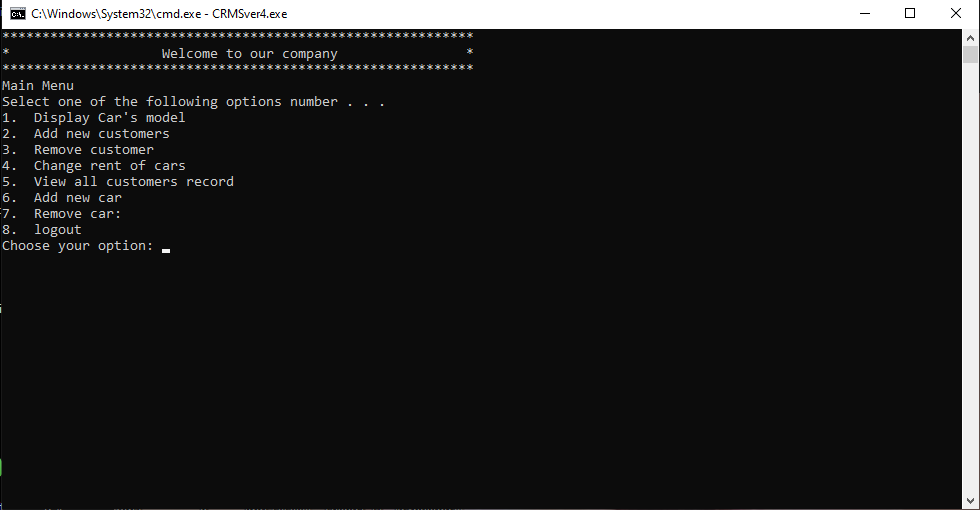 C:\Windows\System32\cmd.exe - CRMSver4.exe
***********************************************************
*                   Welcome to our company                *
***********************************************************
Main Menu
Select one of the following options number . . .
1.  Display Car's model
2.  Add new customers
3.  Remove customer
4.  Change rent of cars
5.  View all customers record
6.  Add new car
7.  Remove car:
8.  logout
Choose your option: